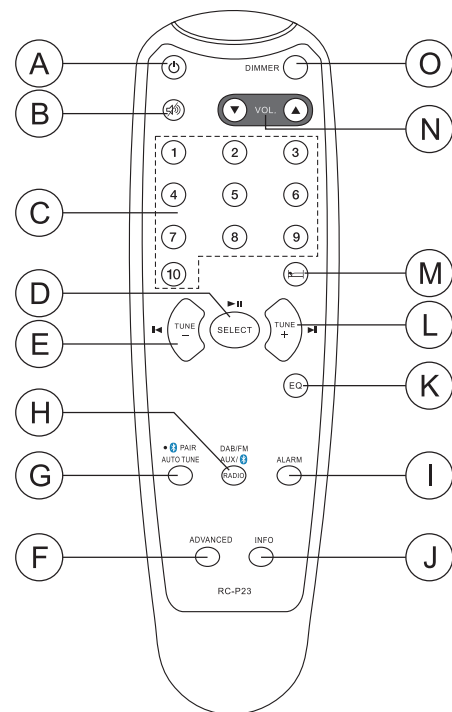 A
DIMMER
O
B
VOL.
N
1 2 3
C
4 5 6
7 8 9
10
M
D
SELECT
E
TUNE
−
TUNE
+
L
EQ
K
H
PAIR
AUTO TUNE
DAB/FM
AUX/
RADIO
ALARM
G
I
ADVANCED
INFO
F
J
RC-P23